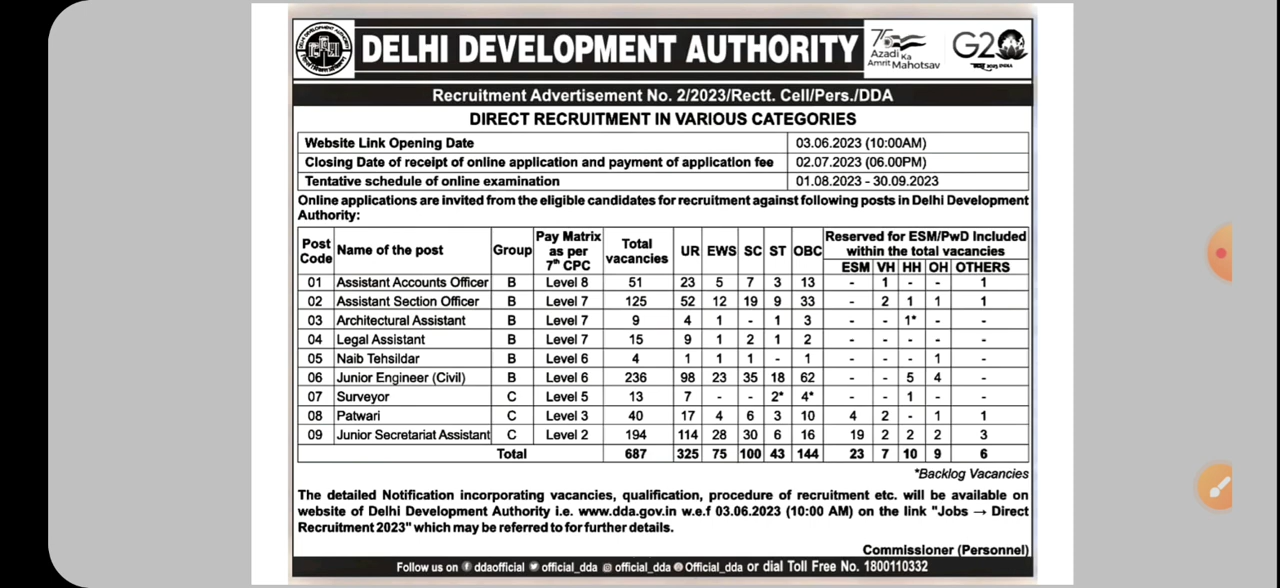 DELHI DEVELOPMENT AUTHORITY
75 Azadi Ka Amrit Mahotsav
G20
2023 INDIA
Recruitment Advertisement No. 2/2023/Rectt. Cell/Pers./DDA
DIRECT RECRUITMENT IN VARIOUS CATEGORIES
Website Link Opening Date 03.06.2023 (10:00AM)
Closing Date of receipt of online application and payment of application fee 02.07.2023 (06.00PM)
Tentative schedule of online examination 01.08.2023 - 30.09.2023
Online applications are invited from the eligible candidates for recruitment against following posts in Delhi Development
Authority:
Post Code Name of the post Group Pay Matrix as per 7th CPC Total vacancies UR EWS SC ST OBC Reserved for ESM/PwD Included within the total vacancies
ESM VH HH OH OTHERS
01 Assistant Accounts Officer B Level 8 51 23 5 7 3 13 - 1 - - 1
02 Assistant Section Officer B Level 7 125 52 12 19 9 33 - 2 1 1 1
03 Architectural Assistant B Level 7 9 4 1 - 1 3 - - 1* - -
04 Legal Assistant B Level 7 15 9 1 2 1 2 - - - - -
05 Naib Tehsildar B Level 6 4 1 1 1 - 1 - - - 1 -
06 Junior Engineer (Civil) B Level 6 236 98 23 35 18 62 - - 5 4 -
07 Surveyor C Level 5 13 7 - - 2* 4* - - 1 - -
08 Patwari C Level 3 40 17 4 6 3 10 4 2 - 1 1
09 Junior Secretariat Assistant C Level 2 194 114 28 30 6 16 19 2 2 2 3
Total 687 325 75 100 43 144 23 7 10 9 6
*Backlog Vacancies
The detailed Notification incorporating vacancies, qualification, procedure of recruitment etc. will be available on
website of Delhi Development Authority i.e. www.dda.gov.in w.e.f 03.06.2023 (10:00 AM) on the link "Jobs → Direct
Recruitment 2023" which may be referred to for further details.
Commissioner (Personnel)
Follow us on ddaofficial official_dda official_dda Official_dda or dial Toll Free No. 1800110332